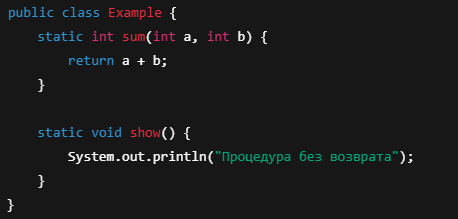 public class Example {
    static int sum(int a, int b) {
        return a + b;
    }

    static void show() {
        System.out.println("Процедура без возврата");
    }
}